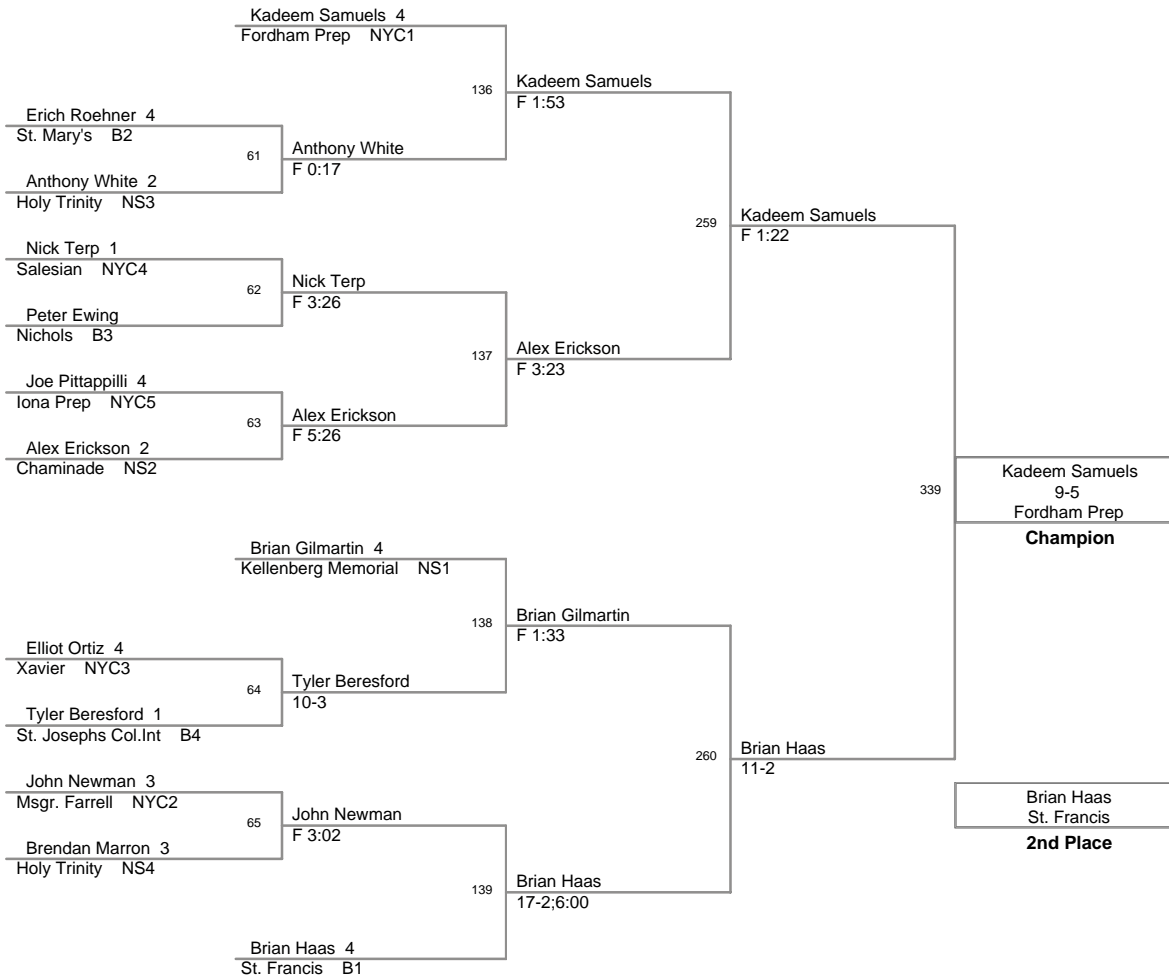 Kadeem Samuels 4
Fordham Prep NYC1
136
Kadeem Samuels
F 1:53
Erich Roehner 4
St. Mary's B2
61
Anthony White
F 0:17
Anthony White 2
Holy Trinity NS3
259
Kadeem Samuels
F 1:22
Nick Terp 1
Salesian NYC4
62
Nick Terp
F 3:26
Peter Ewing
Nichols B3
137
Alex Erickson
F 3:23
Joe Pittappilli 4
Iona Prep NYC5
63
Alex Erickson
F 5:26
Alex Erickson 2
Chaminade NS2
339
Kadeem Samuels
9-5
Fordham Prep
Champion
Brian Gilmartin 4
Kellenberg Memorial NS1
138
Brian Gilmartin
F 1:33
Elliot Ortiz 4
Xavier NYC3
64
Tyler Beresford
10-3
Tyler Beresford 1
St. Josephs Col.Int B4
260
Brian Haas
11-2
John Newman 3
Msgr. Farrell NYC2
65
John Newman
F 3:02
Brendan Marron 3
Holy Trinity NS4
139
Brian Haas
17-2;6:00
Brian Haas 4
St. Francis B1
Brian Haas
St. Francis
2nd Place